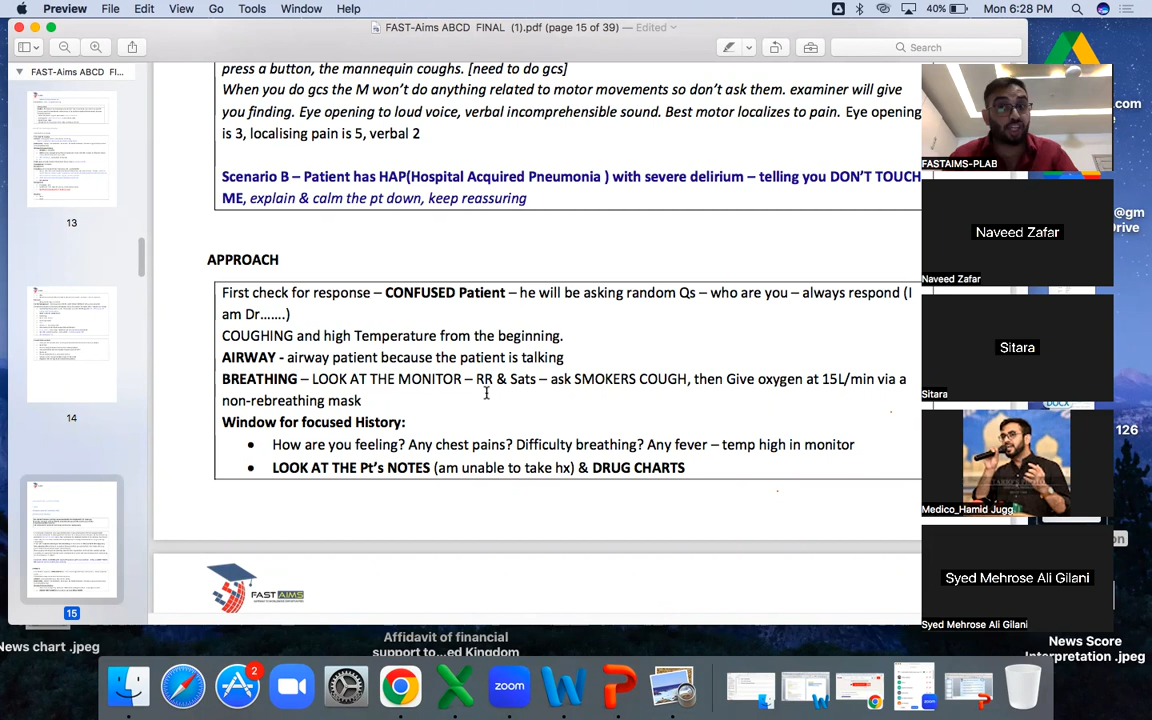 Preview File Edit View Go Tools Window Help
40% Mon 6:28 PM
FAST-Aims ABCD FINAL (1).pdf (page 15 of 39) — Edited
Search
FAST-Aims ABCD FI...
13
14
15
press a button, the mannequin coughs. [need to do gcs]
When you do gcs the M won't do anything related to motor movements so don't ask them. examiner will give
you finding. Eye opening to loud voice, verbal incomprehensible sound. Best motor localizes to pain. Eye opening
is 3, localising pain is 5, verbal 2
Scenario B – Patient has HAP(Hospital Acquired Pneumonia ) with severe delirium – telling you DON'T TOUCH
ME, explain & calm the pt down, keep reassuring
APPROACH
First check for response – CONFUSED Patient – he will be asking random Qs – who are you – always respond (I
am Dr…….)
COUGHING and high Temperature from the beginning.
AIRWAY - airway patient because the patient is talking
BREATHING – LOOK AT THE MONITOR – RR & Sats – ask SMOKERS COUGH, then Give oxygen at 15L/min via a
non-rebreathing mask
Window for focused History:
• How are you feeling? Any chest pains? Difficulty breathing? Any fever – temp high in monitor
• LOOK AT THE Pt's NOTES (am unable to take hx) & DRUG CHARTS
FAST AIMS
FASTAIMS-PLAB
Naveed Zafar
Naveed Zafar
Sitara
Sitara
Medico_Hamid Jugg
Syed Mehrose Ali Gilani
Syed Mehrose Ali Gilani
.com
@gm
Drive
DOCX
126
on
News chart .jpeg
Affidavit of financial
support to...ed Kingdom
News Score
Interpretation .jpeg
2
zoom